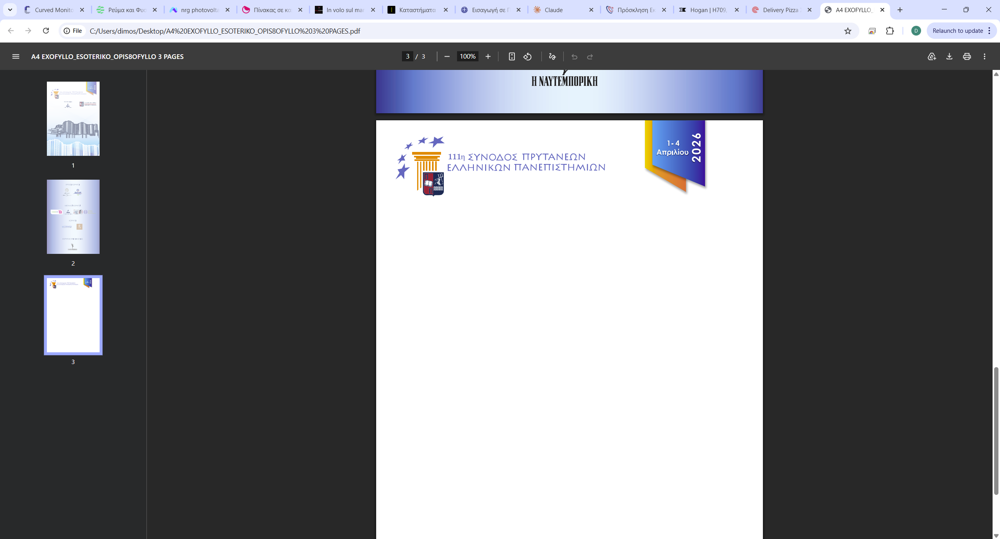 Curved Monito
Ρεύμα και Φυσ
nrg photovolta
Πίνακας σε κα
In volo sul mar
Καταστήματα
Εισαγωγή σε Π
Claude
Πρόσκληση Εκ
Hogan | H709,
Delivery Pizza
A4 EXOFYLLO_
File
C:/Users/dimos/Desktop/A4%20EXOFYLLO_ESOTERIKO_OPIS8OFYLLO%203%20PAGES.pdf
D
Relaunch to update
A4 EXOFYLLO_ESOTERIKO_OPIS8OFYLLO 3 PAGES
3 / 3
100%
1
2
3
Η ΝΑΥΤΕΜΠΟΡΙΚΗ
111η ΣΥΝΟΔΟΣ ΠΡΥΤΑΝΕΩΝ
ΕΛΛΗΝΙΚΩΝ ΠΑΝΕΠΙΣΤΗΜΙΩΝ
1-4
Απριλίου
2026